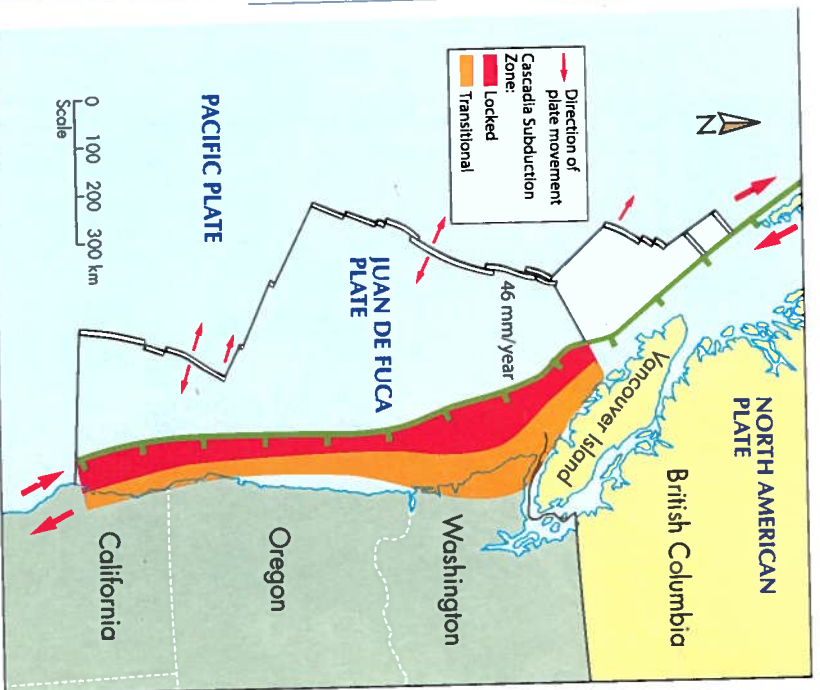 Direction of
plate movement
Cascadia Subduction
Zone:
Locked
Transitional
N
0 100 200 300 km
Scale
PACIFIC PLATE
JUAN DE FUCA
PLATE
46 mm/year
NORTH AMERICAN
PLATE
British Columbia
Vancouver Island
Washington
Oregon
California